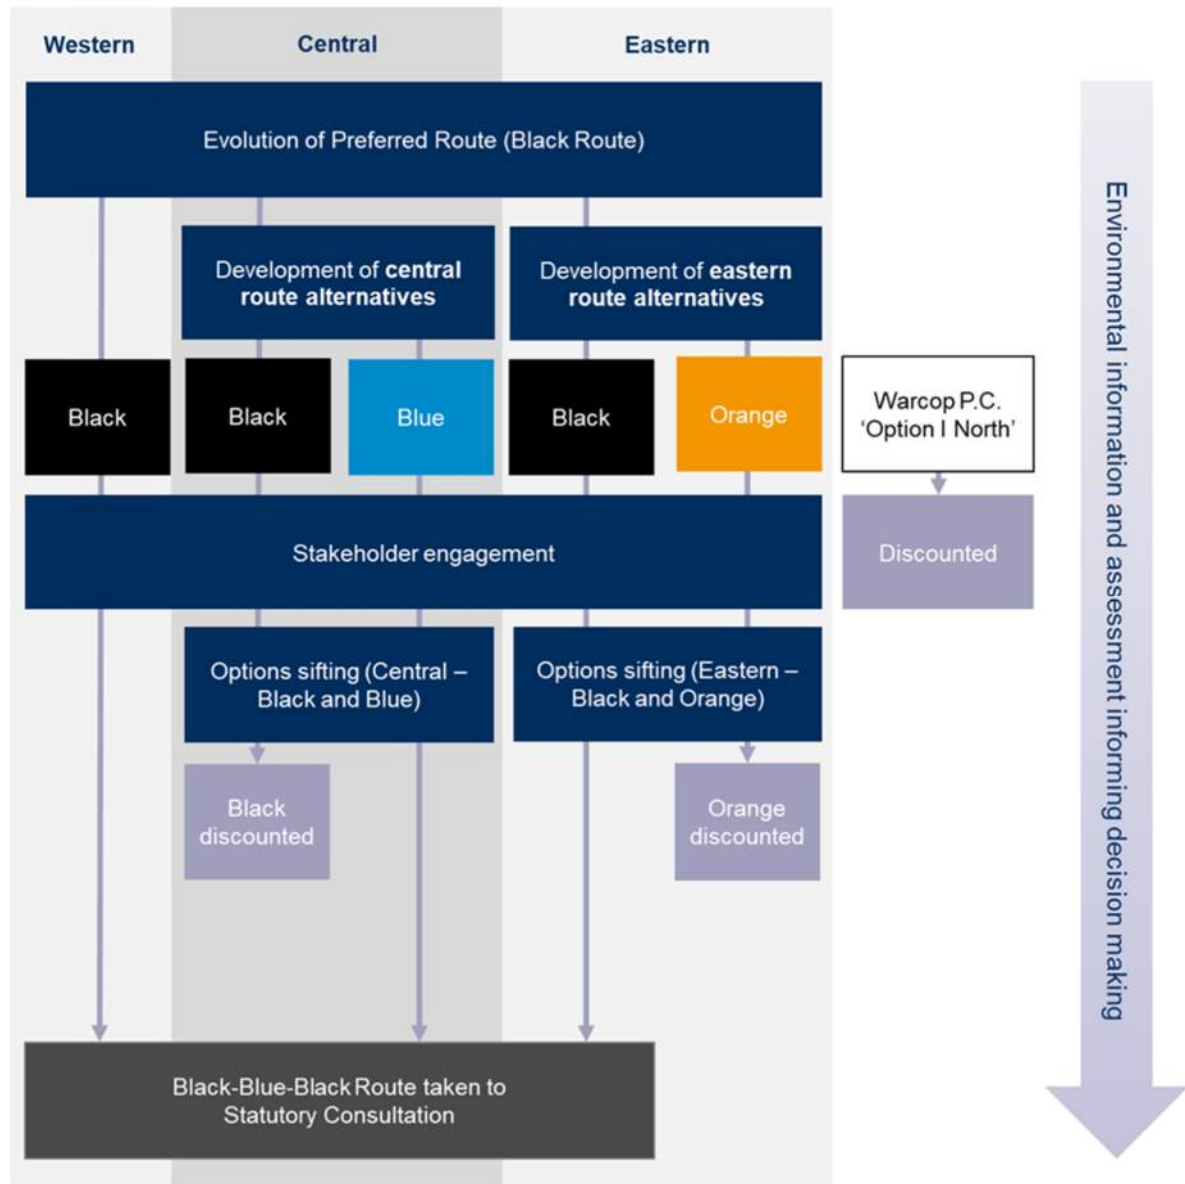 Western
Central
Eastern
Evolution of Preferred Route (Black Route)
Development of central
route alternatives
Development of eastern
route alternatives
Black
Black
Blue
Black
Orange
Warcop P.C.
‘Option I North’
Stakeholder engagement
Discounted
Options sifting (Central –
Black and Blue)
Options sifting (Eastern –
Black and Orange)
Black
discounted
Orange
discounted
Black-Blue-Black Route taken to
Statutory Consultation
Environmental information and assessment informing decision making